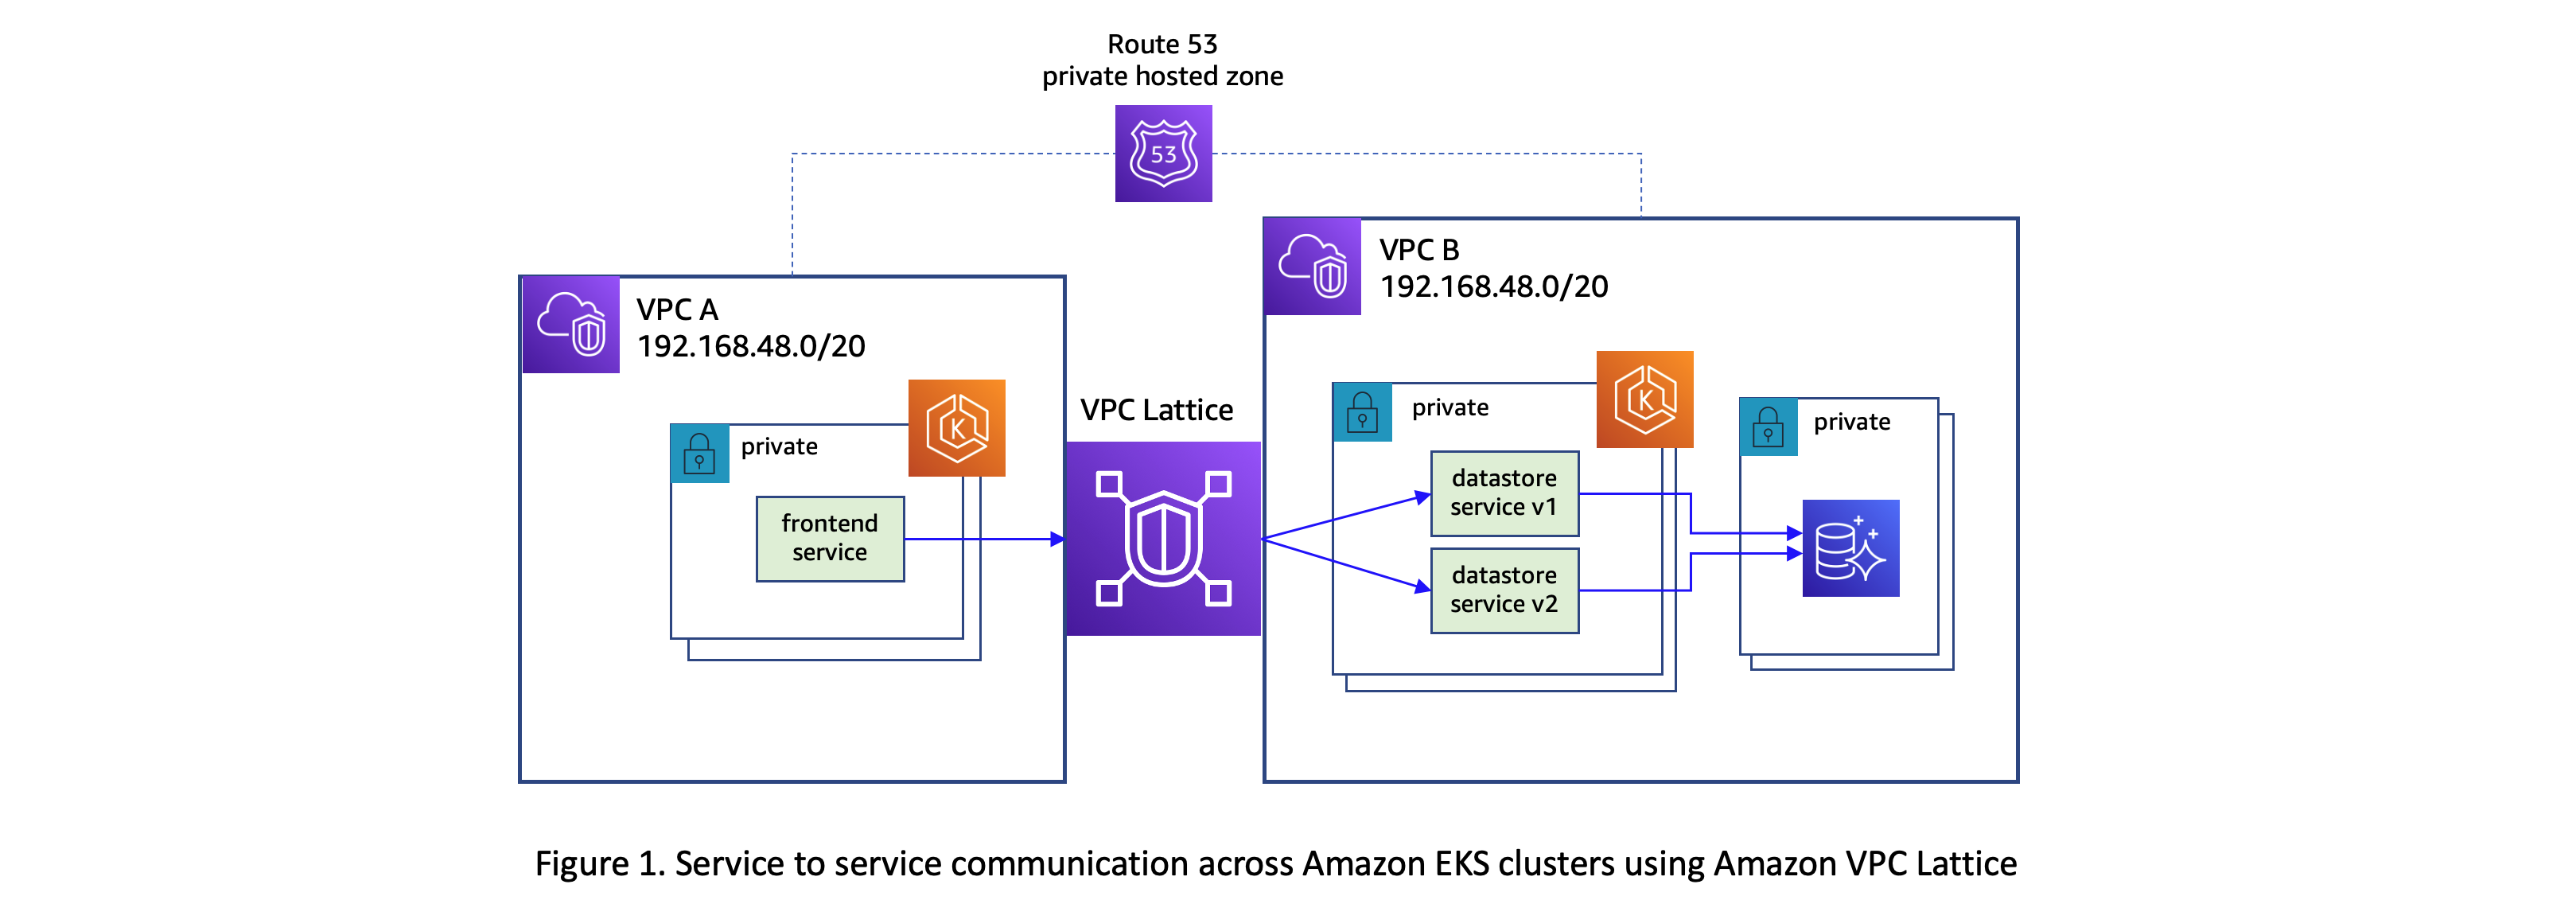 Route 53
private hosted zone
53
VPC A
192.168.48.0/20
K
private
frontend
service
VPC Lattice
VPC B
192.168.48.0/20
K
private
datastore
service v1
datastore
service v2
private
Figure 1. Service to service communication across Amazon EKS clusters using Amazon VPC Lattice